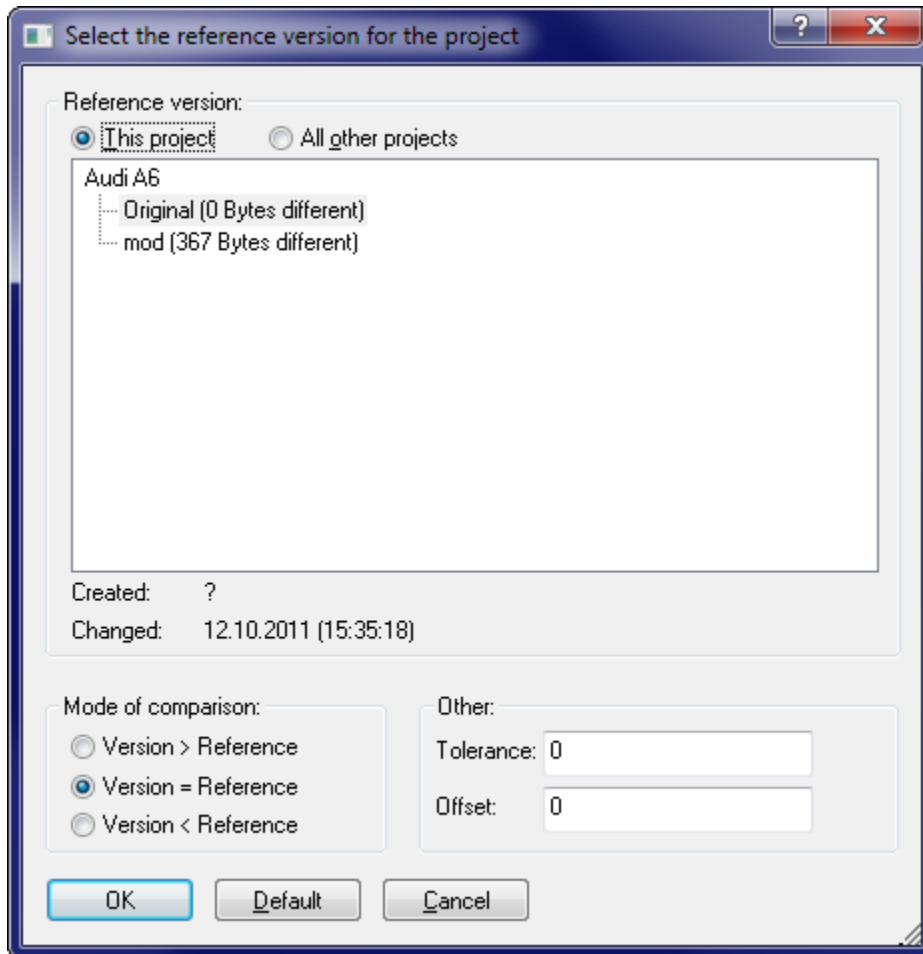 Select the reference version for the project
?
Reference version:
This project All other projects
Audi A6
Original (0 Bytes different)
mod (367 Bytes different)
Created: ?
Changed: 12.10.2011 (15:35:18)
Mode of comparison:
Version > Reference
Version = Reference
Version < Reference
Other:
Tolerance: 0
Offset: 0
OK Default Cancel